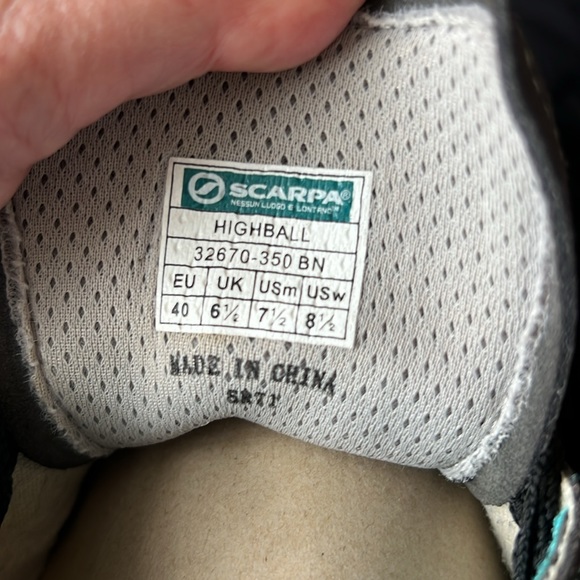 SCARPA®
NESSUN LUOGO È LONTANO™
HIGHBALL
32670-350 BN
EU UK USm USw
40 6½ 7½ 8½
MADE IN CHINA